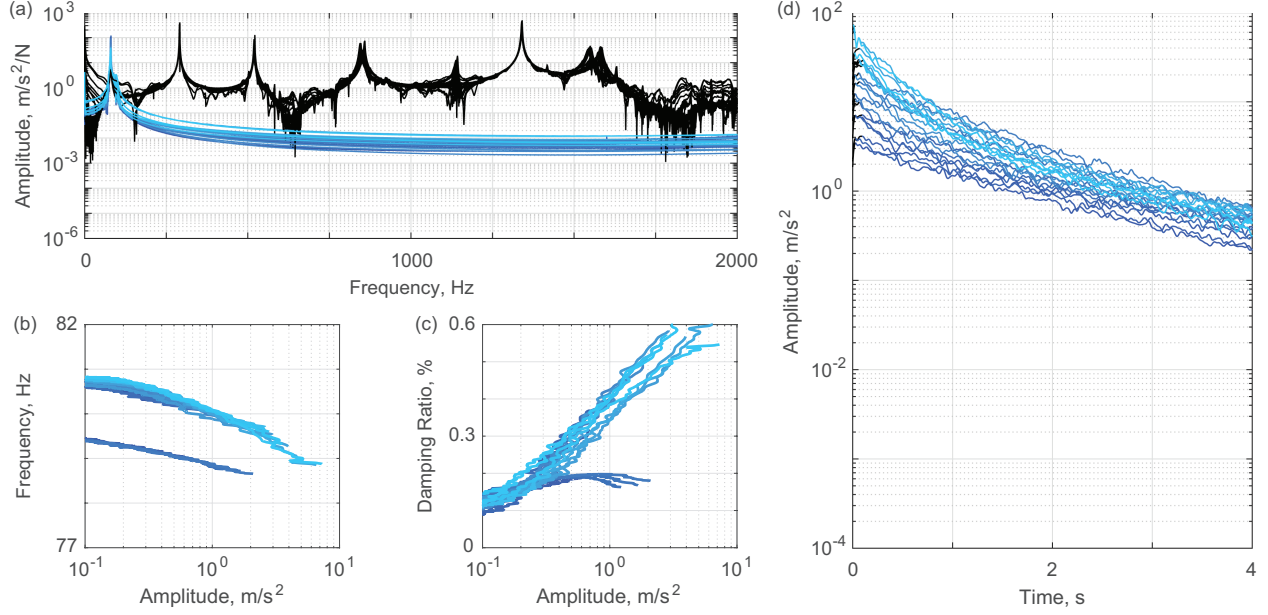 (a)
10^3
10^0
10^-3
10^-6
Amplitude, m/s^2/N
0
1000
2000
Frequency, Hz
(b)
82
77
Frequency, Hz
10^-1
10^0
10^1
Amplitude, m/s^2
(c)
0.6
0.3
0
Damping Ratio, %
10^-1
10^0
10^1
Amplitude, m/s^2
(d)
10^2
10^0
10^-2
10^-4
Amplitude, m/s^2
0
2
4
Time, s